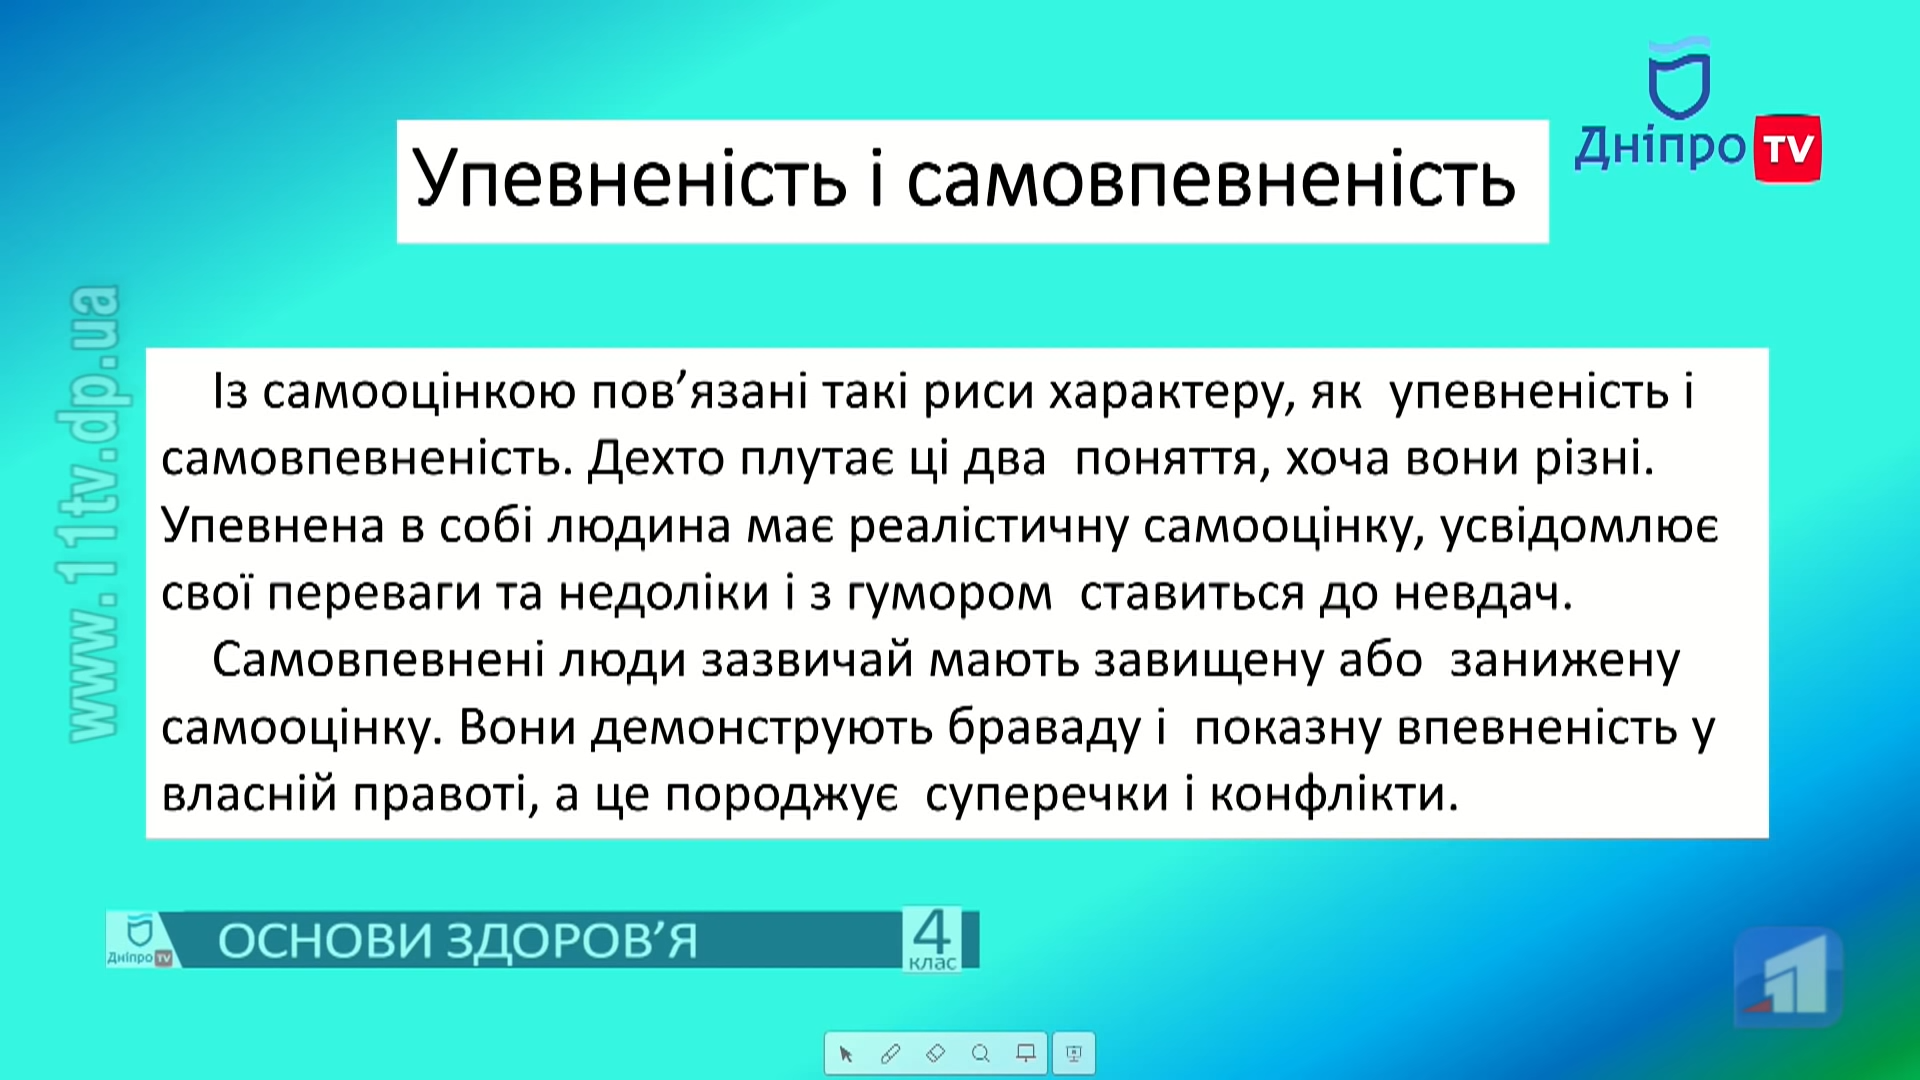 Дніпро TV
Упевненість і самовпевненість
www.11tv.dp.ua
Із самооцінкою пов’язані такі риси характеру, як упевненість і
самовпевненість. Дехто плутає ці два поняття, хоча вони різні.
Упевнена в собі людина має реалістичну самооцінку, усвідомлює
свої переваги та недоліки і з гумором ставиться до невдач.
Самовпевнені люди зазвичай мають завищену або занижену
самооцінку. Вони демонструють браваду і показну впевненість у
власній правоті, а це породжує суперечки і конфлікти.
Дніпро TV
ОСНОВИ ЗДОРОВ’Я
4
клас
11